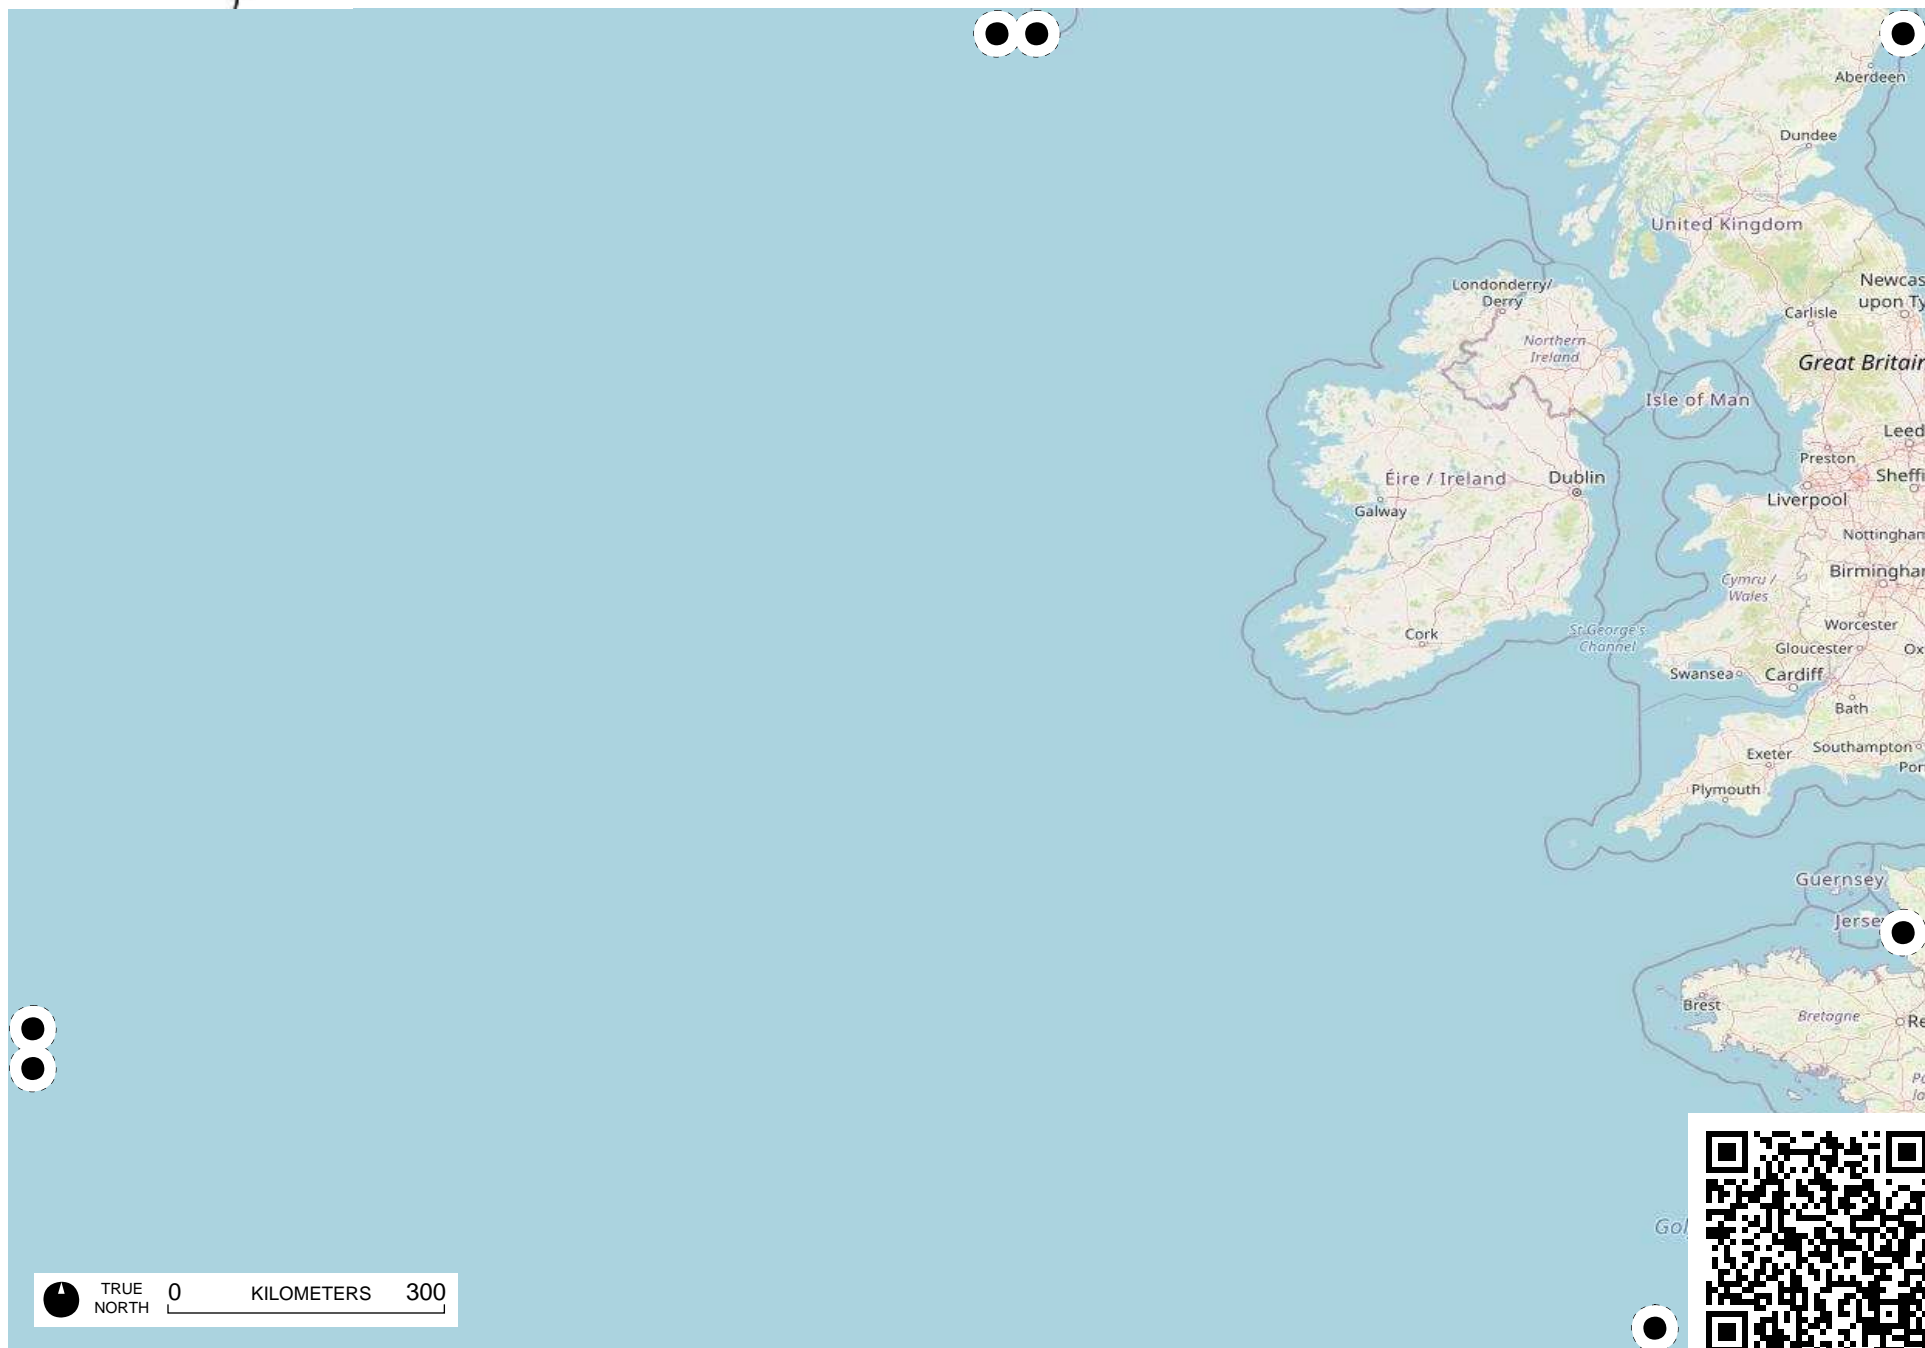 Aberdeen
Dundee
United Kingdom
Londonderry/
Derry
Newcas
upon Ty
Carlisle
Northern
Ireland
Great Britain
Isle of Man
Leed
Preston
Éire / Ireland
Dublin
Sheffi
Liverpool
Galway
Nottingham
Birmingham
Cymru /
Wales
Worcester
Cork
St George's
Channel
Gloucester
Ox
Swansea
Cardiff
Bath
Exeter
Southampton
Por
Plymouth
Guernsey
Jerse
Brest
Bretagne
Re
Gol
TRUE
NORTH
0 KILOMETERS 300